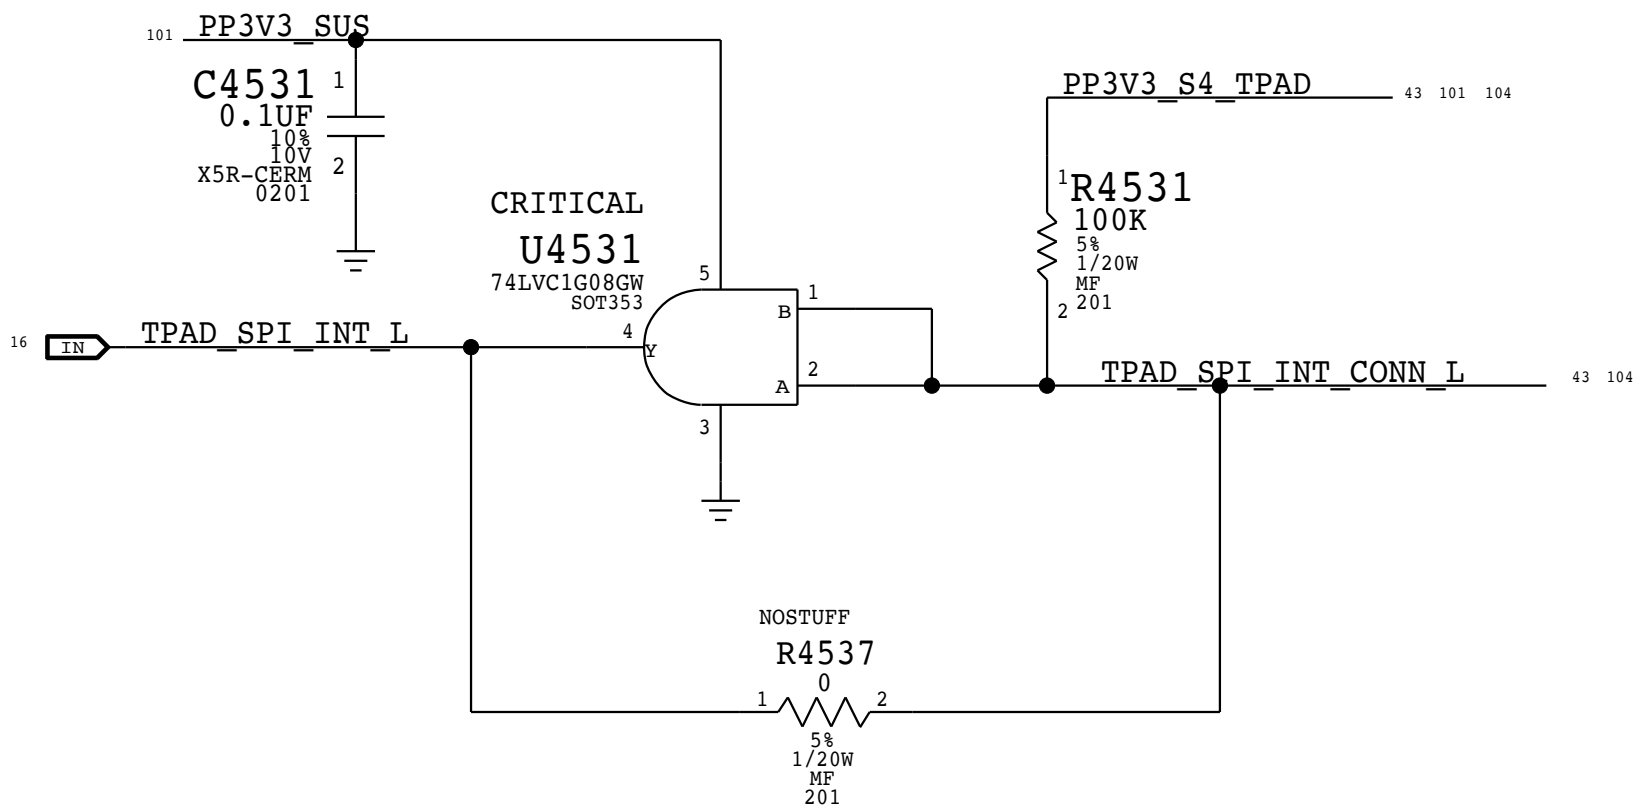 101 PP3V3_SUS
C4531
0.1UF
10%
10V
X5R-CERM
0201
1
2
PP3V3_S4_TPAD 43 101 104
1
R4531
100K
5%
1/20W
MF
201
2
CRITICAL
U4531
74LVC1G08GW
SOT353
5
1
B
4
Y
2
A
3
16 IN TPAD_SPI_INT_L
TPAD_SPI_INT_CONN_L 43 104
NOSTUFF
R4537
0
1 2
5%
1/20W
MF
201